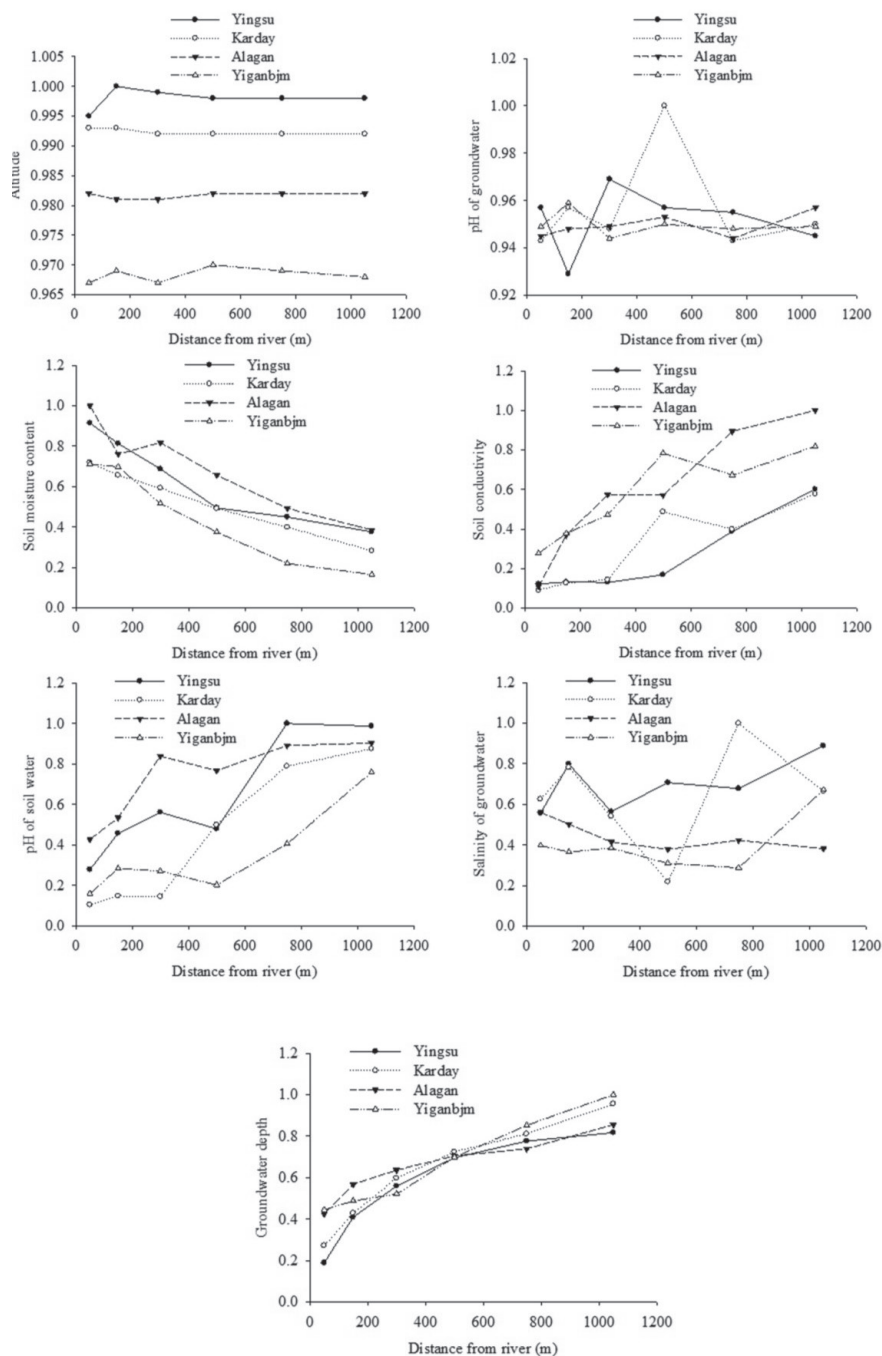 Yingsu
Karday
Alagan
Yiganbjm
1.005
1.000
0.995
0.990
0.985
0.980
0.975
0.970
0.965
Altitude
0 200 400 600 800 1000 1200
Distance from river (m)
Yingsu
Karday
Alagan
Yiganbjm
1.02
1.00
0.98
0.96
0.94
0.92
pH of groundwater
0 200 400 600 800 1000 1200
Distance from river (m)
Yingsu
Karday
Alagan
Yiganbjm
1.2
1.0
0.8
0.6
0.4
0.2
0.0
Soil moisture content
0 200 400 600 800 1000 1200
Distance from river (m)
Yingsu
Karday
Alagan
Yiganbjm
1.2
1.0
0.8
0.6
0.4
0.2
0.0
Soil conductivity
0 200 400 600 800 1000 1200
Distance from river (m)
Yingsu
Karday
Alagan
Yiganbjm
1.2
1.0
0.8
0.6
0.4
0.2
0.0
pH of soil water
0 200 400 600 800 1000 1200
Distance from river (m)
Yingsu
Karday
Alagan
Yiganbjm
1.2
1.0
0.8
0.6
0.4
0.2
0.0
Salinity of groundwater
0 200 400 600 800 1000 1200
Distance from river (m)
Yingsu
Karday
Alagan
Yiganbjm
1.2
1.0
0.8
0.6
0.4
0.2
0.0
Groundwater depth
0 200 400 600 800 1000 1200
Distance from river (m)